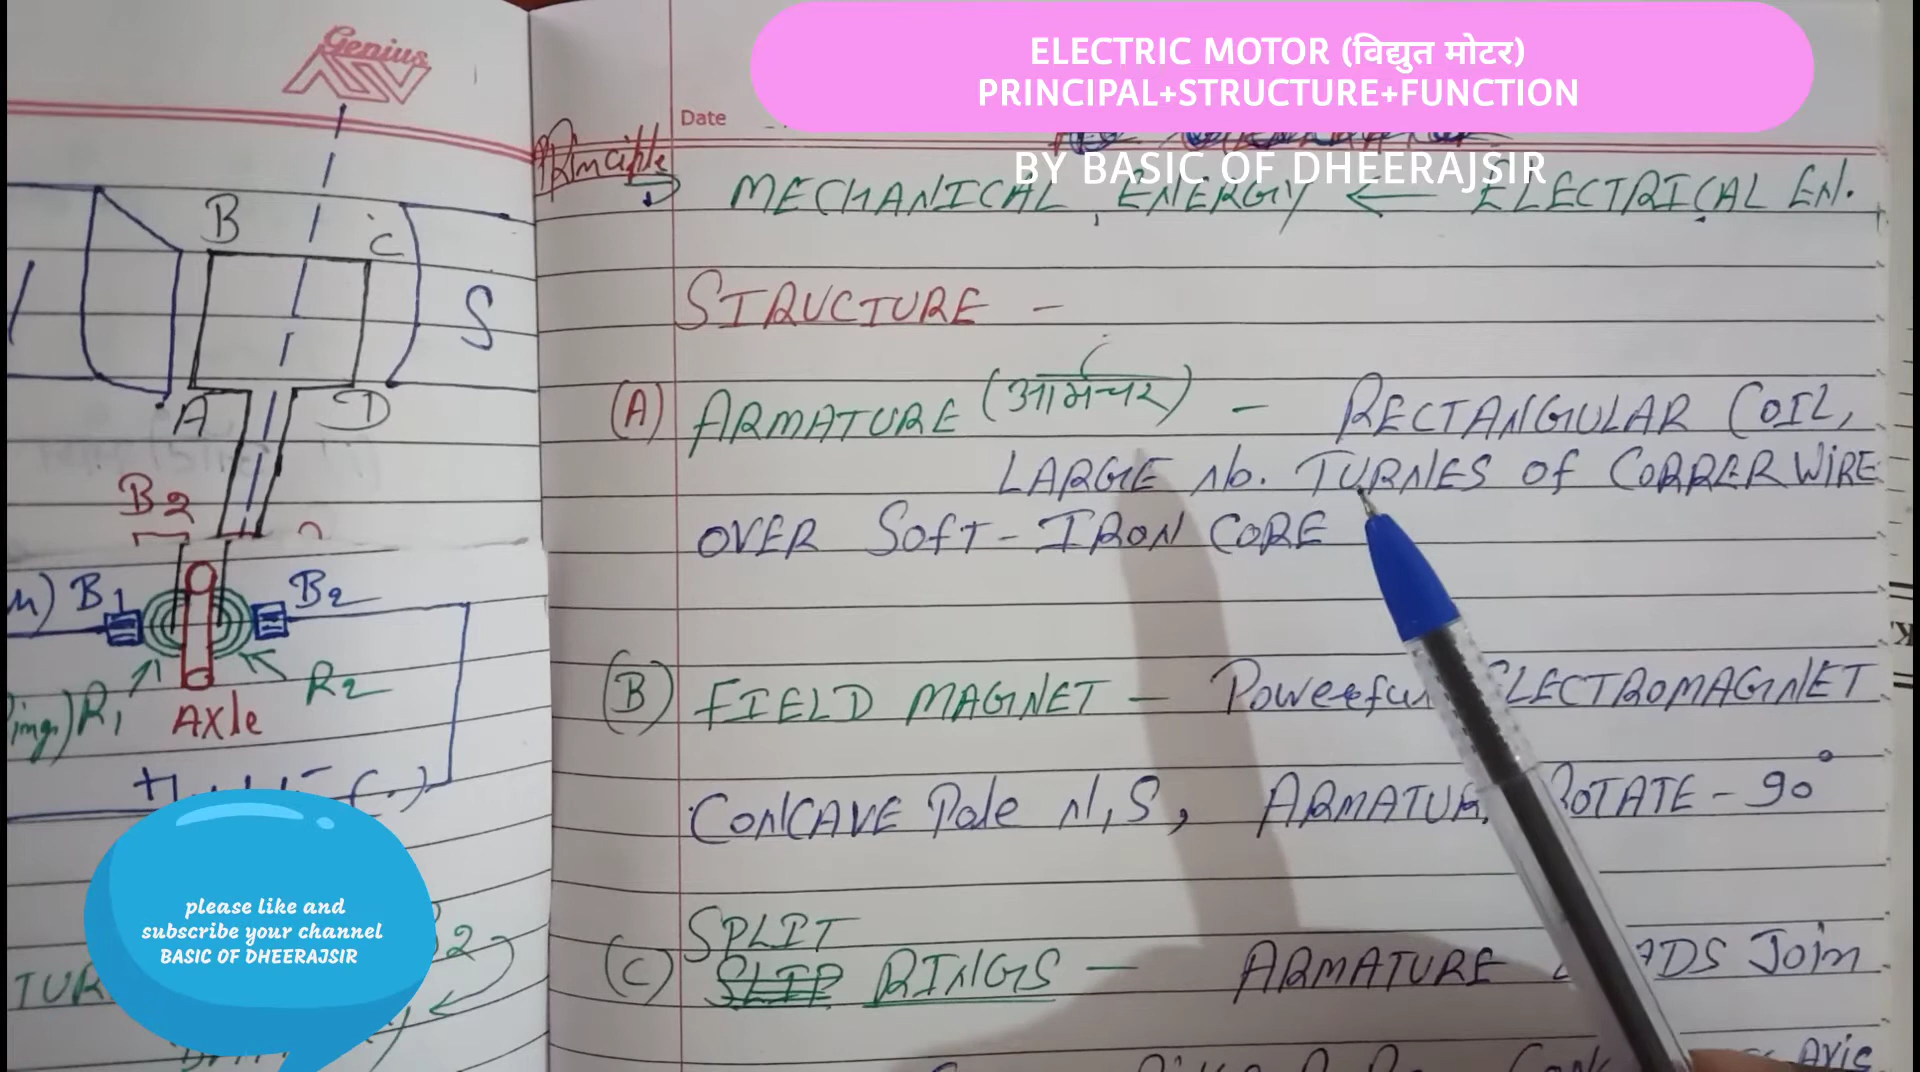 ELECTRIC MOTOR (विद्युत मोटर)
PRINCIPAL+STRUCTURE+FUNCTION
BY BASIC OF DHEERAJSIR
Genius
Date
Principle
MECHANICAL ENERGY ← ELECTRICAL EN.
STRUCTURE -
(A) ARMATURE (आर्मेचर) - RECTANGULAR COIL,
LARGE No. TURNES OF COPPER WIRE
OVER SOFT-IRON CORE
(B) FIELD MAGNET - Powerful ELECTROMAGNET
CONCAVE Pole N,S, ARMATUR ROTATE - 90°
SPLIT
(C) SLIP RINGS - ARMATURE Join
Axis
B C
S
A D
B2
B1 B2
R1 R2
Axle
please like and
subscribe your channel
BASIC OF DHEERAJSIR